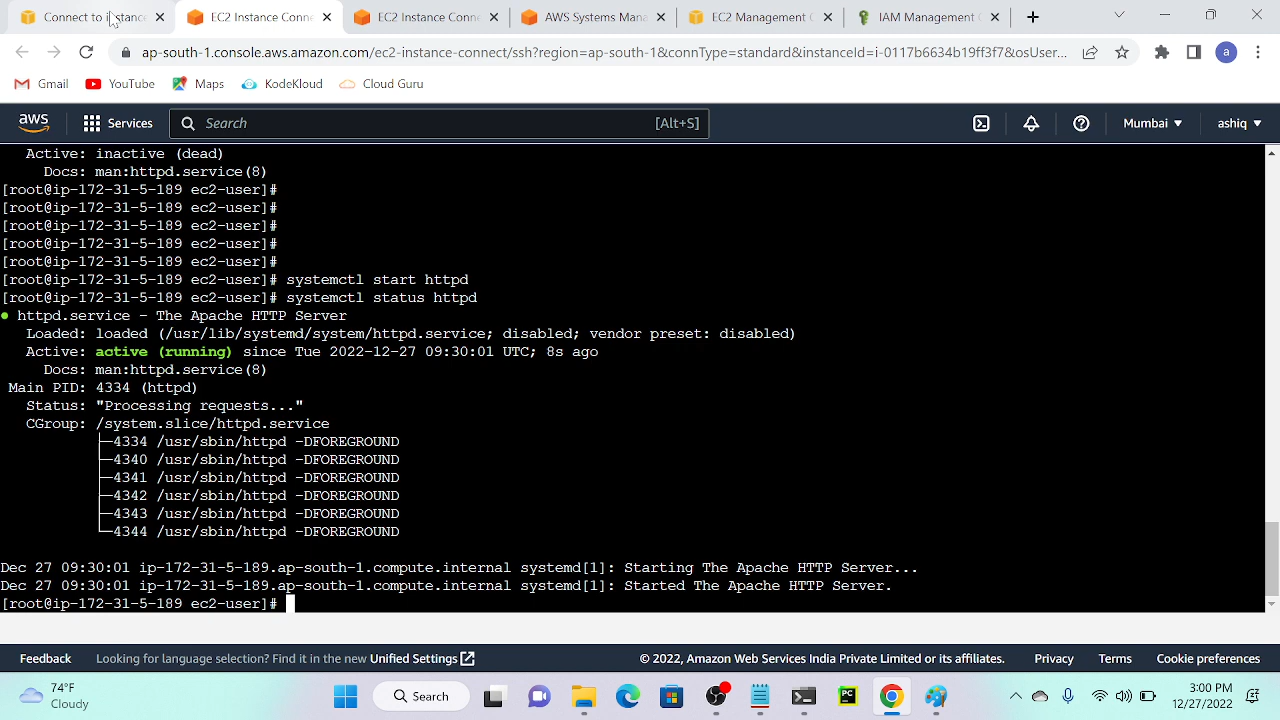 Connect to instance
EC2 Instance Conne
EC2 Instance Conne
AWS Systems Mana
EC2 Management C
IAM Management C
ap-south-1.console.aws.amazon.com/ec2-instance-connect/ssh?region=ap-south-1&connType=standard&instanceId=i-0117b6634b19ff3f7&osUser...
a
Gmail
YouTube
Maps
KodeKloud
Cloud Guru
aws
Services
Search
[Alt+S]
Mumbai
ashiq
Active: inactive (dead)
Docs: man:httpd.service(8)
[root@ip-172-31-5-189 ec2-user]#
[root@ip-172-31-5-189 ec2-user]#
[root@ip-172-31-5-189 ec2-user]#
[root@ip-172-31-5-189 ec2-user]#
[root@ip-172-31-5-189 ec2-user]#
[root@ip-172-31-5-189 ec2-user]# systemctl start httpd
[root@ip-172-31-5-189 ec2-user]# systemctl status httpd
● httpd.service - The Apache HTTP Server
Loaded: loaded (/usr/lib/systemd/system/httpd.service; disabled; vendor preset: disabled)
Active: active (running) since Tue 2022-12-27 09:30:01 UTC; 8s ago
Docs: man:httpd.service(8)
Main PID: 4334 (httpd)
Status: "Processing requests..."
CGroup: /system.slice/httpd.service
├─4334 /usr/sbin/httpd -DFOREGROUND
├─4340 /usr/sbin/httpd -DFOREGROUND
├─4341 /usr/sbin/httpd -DFOREGROUND
├─4342 /usr/sbin/httpd -DFOREGROUND
├─4343 /usr/sbin/httpd -DFOREGROUND
└─4344 /usr/sbin/httpd -DFOREGROUND
Dec 27 09:30:01 ip-172-31-5-189.ap-south-1.compute.internal systemd[1]: Starting The Apache HTTP Server...
Dec 27 09:30:01 ip-172-31-5-189.ap-south-1.compute.internal systemd[1]: Started The Apache HTTP Server.
[root@ip-172-31-5-189 ec2-user]#
Feedback
Looking for language selection? Find it in the new Unified Settings
© 2022, Amazon Web Services India Private Limited or its affiliates.
Privacy
Terms
Cookie preferences
74°F
Cloudy
Search
PC
3:00 PM
12/27/2022